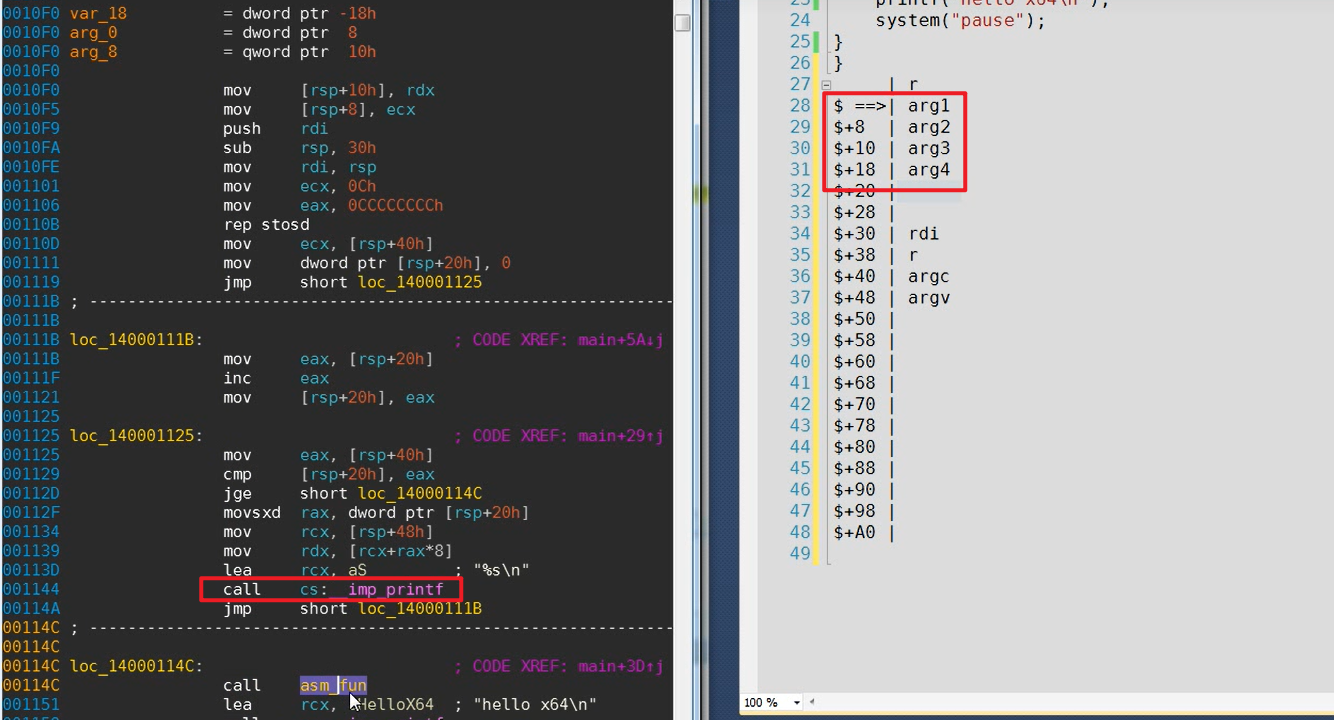 0010F0 var_18 = dword ptr -18h
0010F0 arg_0 = dword ptr 8
0010F0 arg_8 = qword ptr 10h
0010F0
0010F0 mov [rsp+10h], rdx
0010F5 mov [rsp+8], ecx
0010F9 push rdi
0010FA sub rsp, 30h
0010FE mov rdi, rsp
001101 mov ecx, 0Ch
001106 mov eax, 0CCCCCCCCh
00110B rep stosd
00110D mov ecx, [rsp+40h]
001111 mov dword ptr [rsp+20h], 0
001119 jmp short loc_140001125
00111B ; ---------------------------------------------------------------
00111B
00111B loc_14000111B: ; CODE XREF: main+5A↓j
00111B mov eax, [rsp+20h]
00111F inc eax
001121 mov [rsp+20h], eax
001125
001125 loc_140001125: ; CODE XREF: main+29↑j
001125 mov eax, [rsp+40h]
001129 cmp [rsp+20h], eax
00112D jge short loc_14000114C
00112F movsxd rax, dword ptr [rsp+20h]
001134 mov rcx, [rsp+48h]
001139 mov rdx, [rcx+rax*8]
00113D lea rcx, aS ; "%s\n"
001144 call cs:__imp_printf
00114A jmp short loc_14000111B
00114C ; ---------------------------------------------------------------
00114C
00114C loc_14000114C: ; CODE XREF: main+3D↑j
00114C call asm_fun
001151 lea rcx, HelloX64 ; "hello x64\n"
23 printf("hello x64\n");
24 system("pause");
25 }
26 }
27 | r
28 $ ==>| arg1
29 $+8 | arg2
30 $+10 | arg3
31 $+18 | arg4
32 $+20 |
33 $+28 |
34 $+30 | rdi
35 $+38 | r
36 $+40 | argc
37 $+48 | argv
38 $+50 |
39 $+58 |
40 $+60 |
41 $+68 |
42 $+70 |
43 $+78 |
44 $+80 |
45 $+88 |
46 $+90 |
47 $+98 |
48 $+A0 |
49
100 %